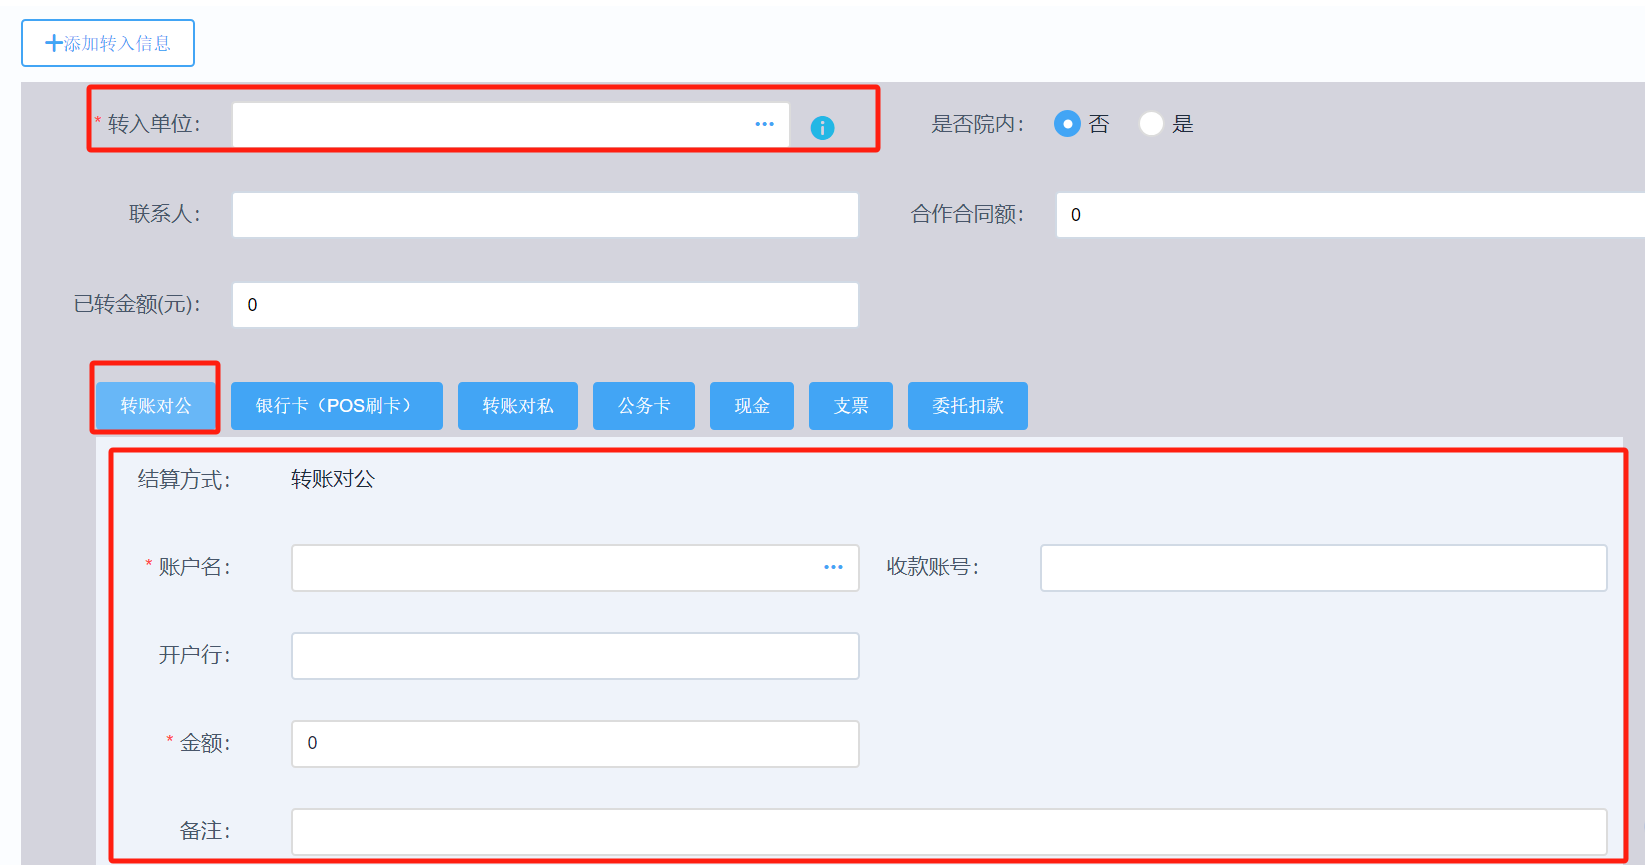 添加转入信息
* 转入单位： ••• i 是否院内： 否 是
联系人： 合作合同额： 0
已转金额(元)： 0
转账对公 银行卡（POS刷卡） 转账对私 公务卡 现金 支票 委托扣款
结算方式： 转账对公
* 账户名： ••• 收款账号：
开户行：
* 金额： 0
备注：